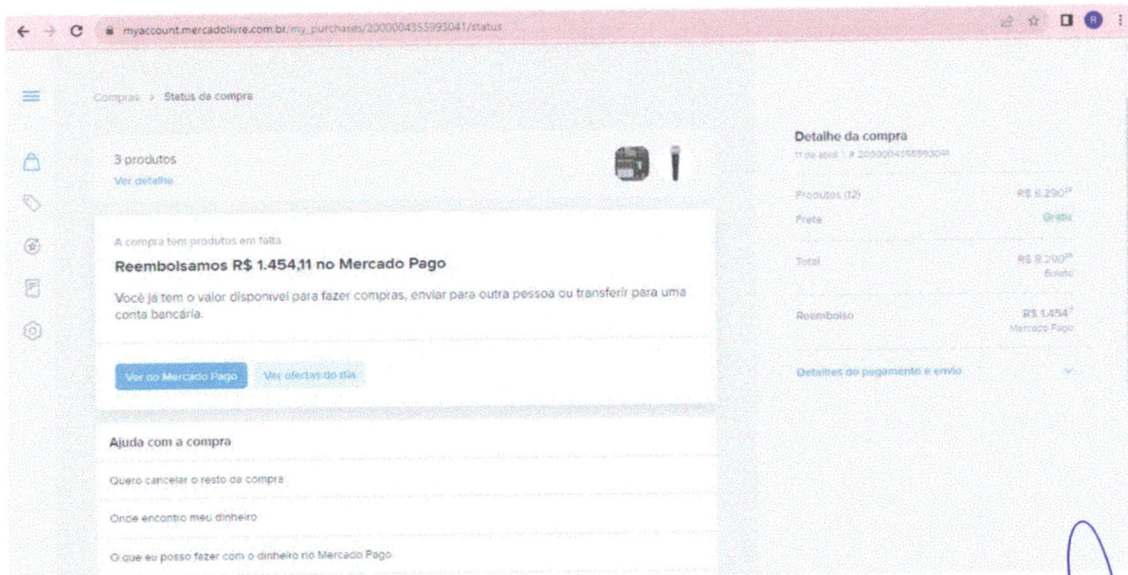 myaccount.mercadolivre.com.br/my_purchases/2000004355993041/status
R
Compras > Status da compra
3 produtos
Ver detalhe
A compra tem produtos em falta
Reembolsamos R$ 1.454,11 no Mercado Pago
Você já tem o valor disponível para fazer compras, enviar para outra pessoa ou transferir para uma
conta bancária.
Ver no Mercado Pago
Ver ofertas do dia
Ajuda com a compra
Quero cancelar o resto da compra
Onde encontro meu dinheiro
O que eu posso fazer com o dinheiro no Mercado Pago
Detalhe da compra
11 de abril
Produtos (12)
Frete Grátis
Total
Boleto
Reembolso R$ 1.454
Mercado Pago
Detalhes do pagamento e envio